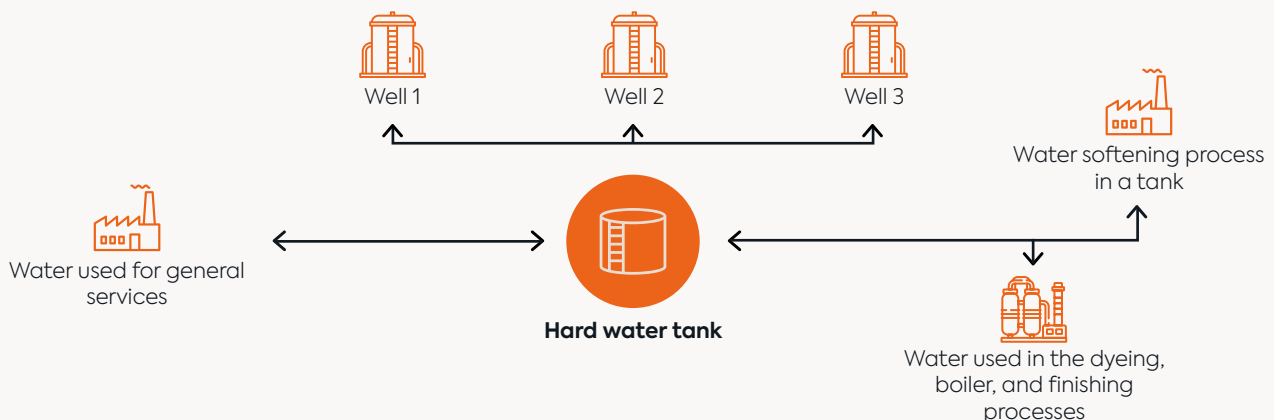 Well 1
Well 2
Well 3
Water softening process
in a tank
Water used for general
services
Hard water tank
Water used in the dyeing,
boiler, and finishing
processes